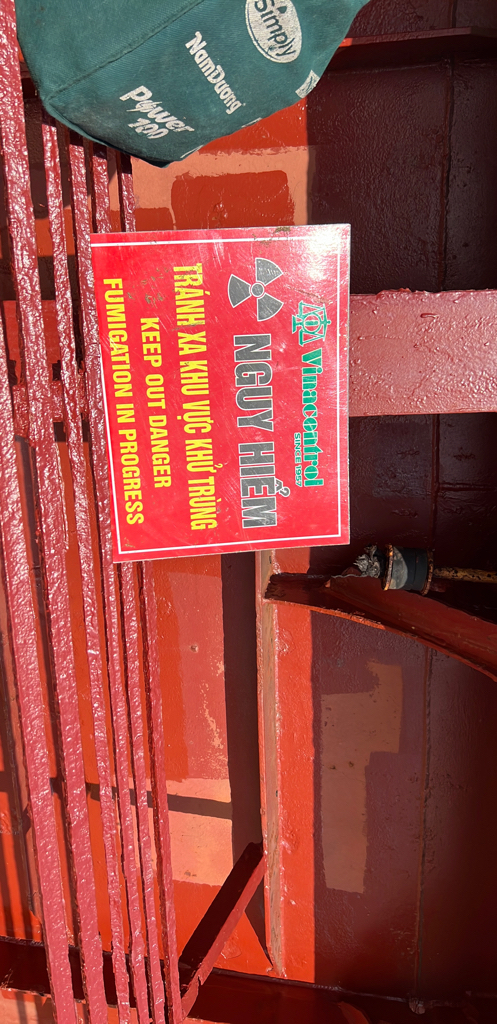 Simply
NamDương
Power
100
Vinacontrol
SINCE 1957
NGUY HIỂM
TRÁNH XA KHU VỰC KHỬ TRÙNG
KEEP OUT DANGER
FUMIGATION IN PROGRESS